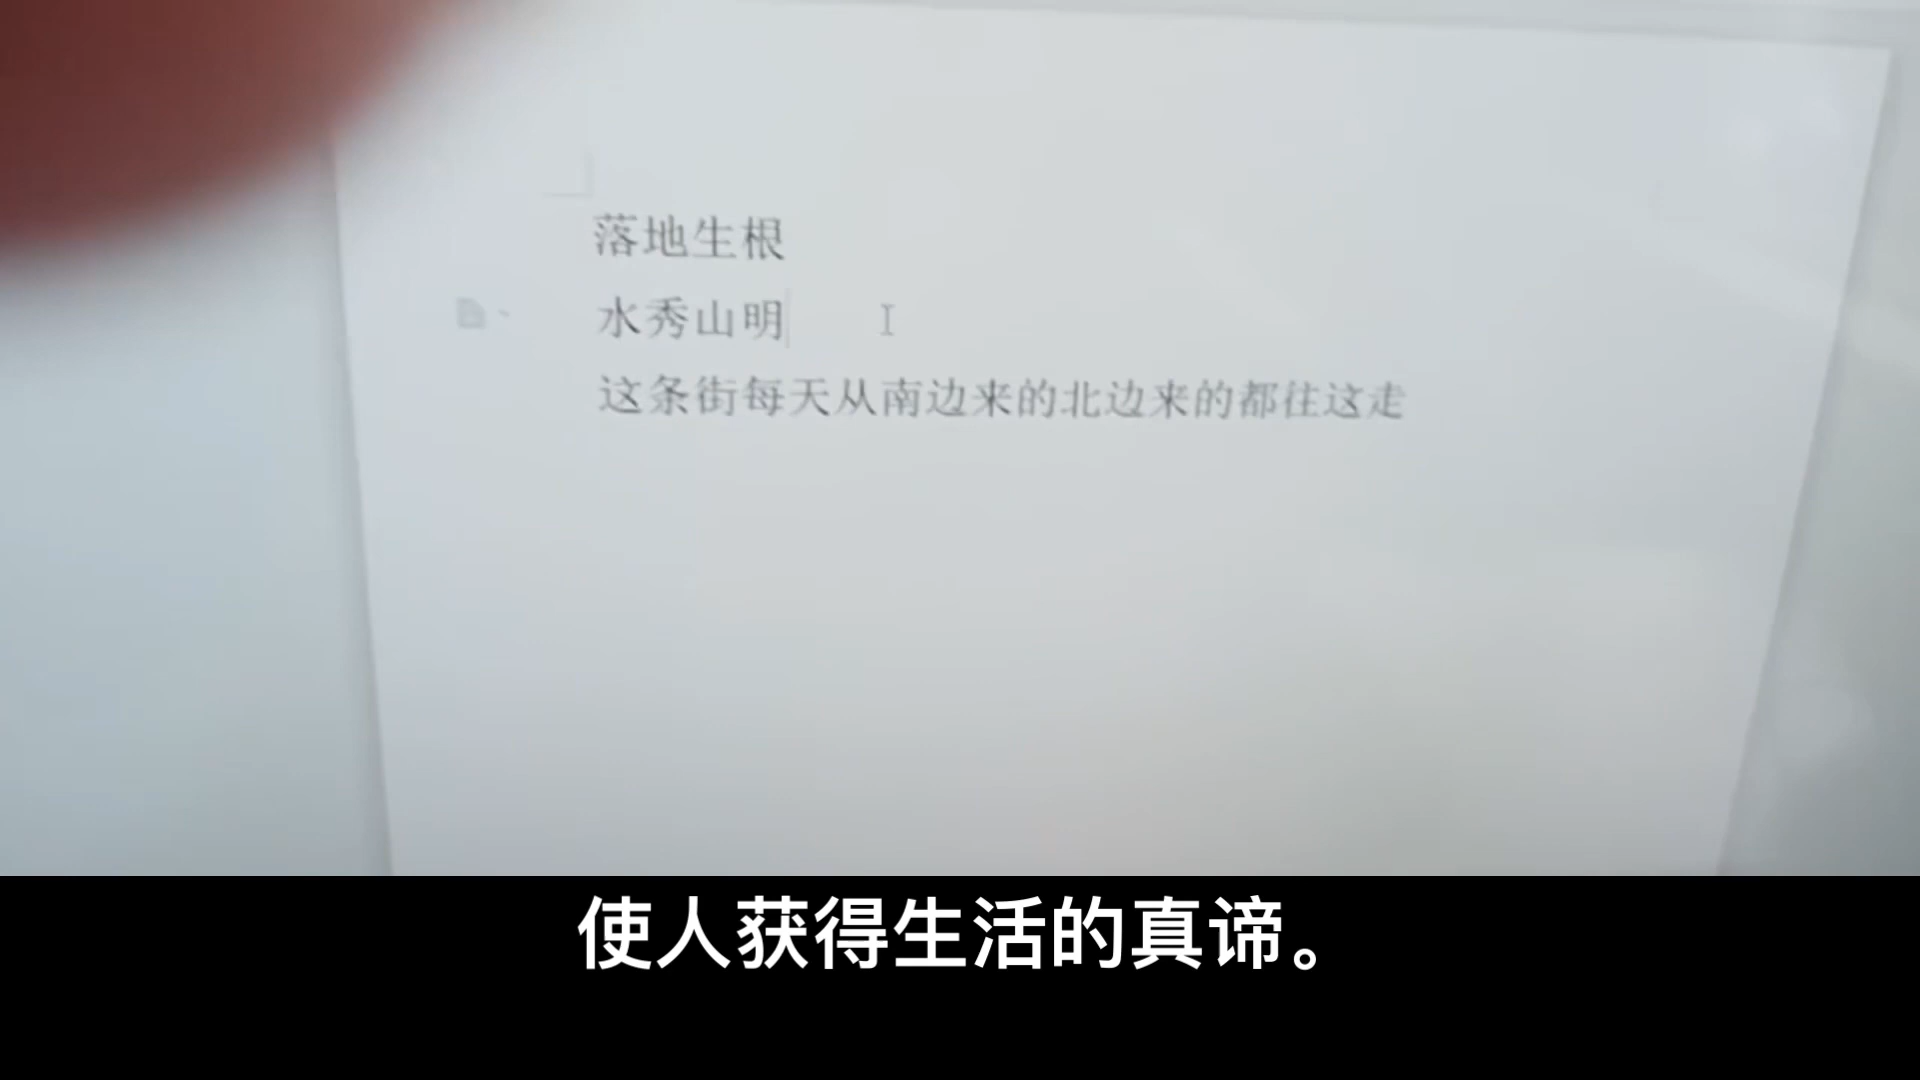 落地生根
水秀山明
这条街每天从南边来的北边来的都往这走
使人获得生活的真谛。